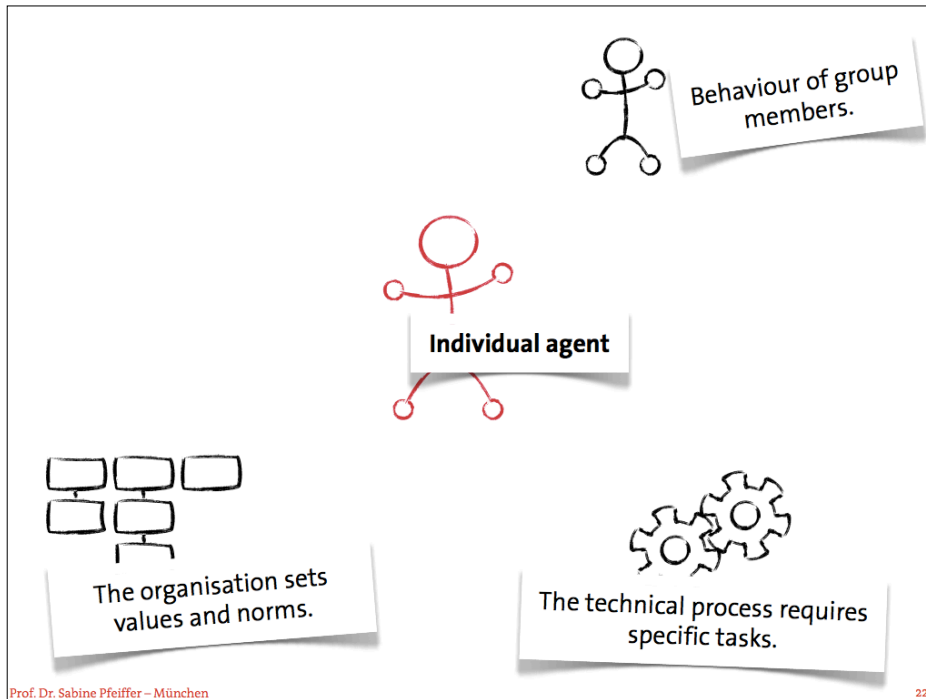 Behaviour of group
members.
Individual agent
The organisation sets
values and norms.
The technical process requires
specific tasks.
Prof. Dr. Sabine Pfeiffer – München
22